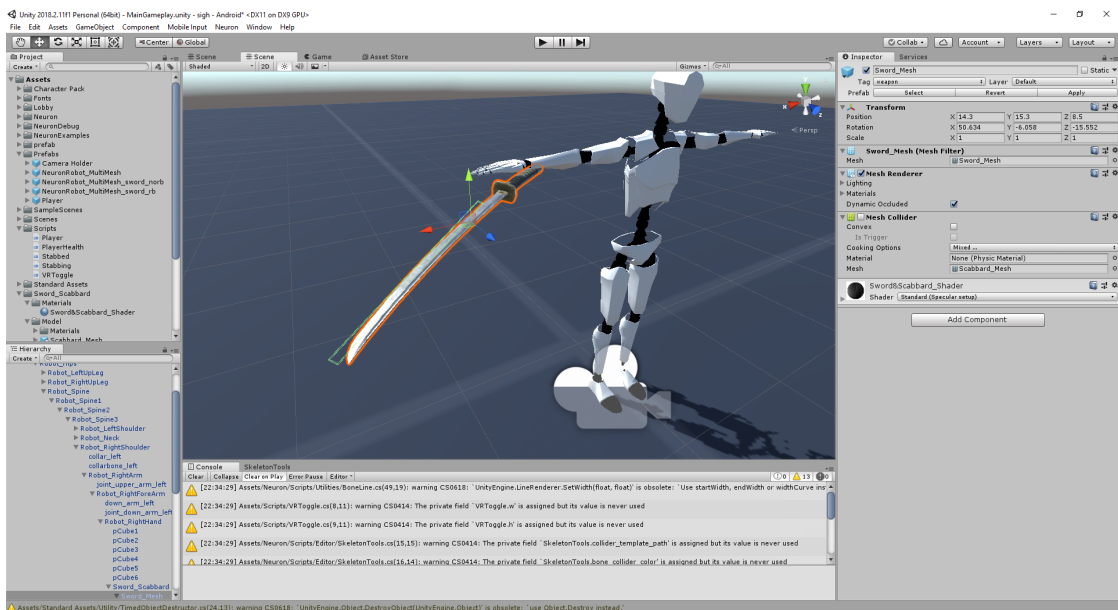 Unity 2018.2.11f1 Personal (64bit) - MainGameplay.unity - sigh - Android* <DX11 on DX9 GPU>
File Edit Assets GameObject Component Mobile Input Neuron Window Help
Center Global Collab Account Layers Layout
Project
Create
Assets
Character Pack
Fonts
Lobby
Neuron
NeuronDebug
NeuronExamples
prefab
Prefabs
Camera Holder
NeuronRobot_MultiMesh
NeuronRobot_MultiMesh_sword_norb
NeuronRobot_MultiMesh_sword_rb
Player
SampleScenes
Scenes
Scripts
Player
PlayerHealth
Stabbed
Stabbing
VRToggle
Standard Assets
Sword_Scabbard
Materials
Sword&Scabbard_Shader
Model
Materials
Scabbard_Mesh
Hierarchy
Create All
Robot_Hips
Robot_LeftUpLeg
Robot_RightUpLeg
Robot_Spine
Robot_Spine1
Robot_Spine2
Robot_Spine3
Robot_LeftShoulder
Robot_Neck
Robot_RightShoulder
collar_left
collarbone_left
Robot_RightArm
joint_upper_arm_left
Robot_RightForeArm
down_arm_left
joint_down_arm_left
Robot_RightHand
pCube1
pCube2
pCube3
pCube4
pCube5
pCube6
Sword_Scabbard
Sword_Mesh
Scene Scene Game Asset Store
Shaded 2D Gizmos All
y
x
z
Persp
Console SkeletonTools
Clear Collapse Clear on Play Error Pause Editor 0 13 0
[22:34:29] Assets/Neuron/Scripts/Utilities/BoneLine.cs(49,19): warning CS0618: `UnityEngine.LineRenderer.SetWidth(float, float)' is obsolete: `Use startWidth, endWidth or widthCurve ins
[22:34:29] Assets/Scripts/VRToggle.cs(8,11): warning CS0414: The private field `VRToggle.w' is assigned but its value is never used
[22:34:29] Assets/Scripts/VRToggle.cs(9,11): warning CS0414: The private field `VRToggle.h' is assigned but its value is never used
[22:34:29] Assets/Neuron/Scripts/Editor/SkeletonTools.cs(15,15): warning CS0414: The private field `SkeletonTools.collider_template_path' is assigned but its value is never used
[22:34:29] Assets/Neuron/Scripts/Editor/SkeletonTools.cs(16,14): warning CS0414: The private field `SkeletonTools.bone_collider_color' is assigned but its value is never used
Inspector Services
Sword_Mesh Static
Tag weapon Layer Default
Prefab Select Revert Apply
Transform
Position X 14.3 Y 15.3 Z 8.5
Rotation X 50.634 Y -6.058 Z -15.552
Scale X 1 Y 1 Z 1
Sword_Mesh (Mesh Filter)
Mesh Sword_Mesh
Mesh Renderer
Lighting
Materials
Dynamic Occluded
Mesh Collider
Convex
Is Trigger
Cooking Options Mixed ...
Material None (Physic Material)
Mesh Scabbard_Mesh
Sword&Scabbard_Shader
Shader Standard (Specular setup)
Add Component
Assets/Standard Assets/Utility/TimedObjectDestructor.cs(24,13): warning CS0618: `UnityEngine.Object.DestroyObject(UnityEngine.Object)' is obsolete: `use Object.Destroy instead.'